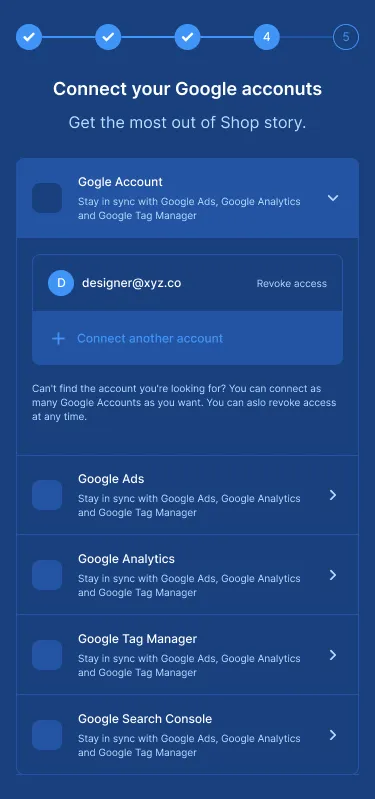 4
5
Connect your Google acconuts
Get the most out of Shop story.
Gogle Account
Stay in sync with Google Ads, Google Analytics
and Google Tag Manager
D
designer@xyz.co
Revoke access
Connect another account
Can't find the account you're looking for? You can connect as
many Google Accounts as you want. You can aslo revoke access
at any time.
Google Ads
Stay in sync with Google Ads, Google Analytics
and Google Tag Manager
Google Analytics
Stay in sync with Google Ads, Google Analytics
and Google Tag Manager
Google Tag Manager
Stay in sync with Google Ads, Google Analytics
and Google Tag Manager
Google Search Console
Stay in sync with Google Ads, Google Analytics
and Google Tag Manager